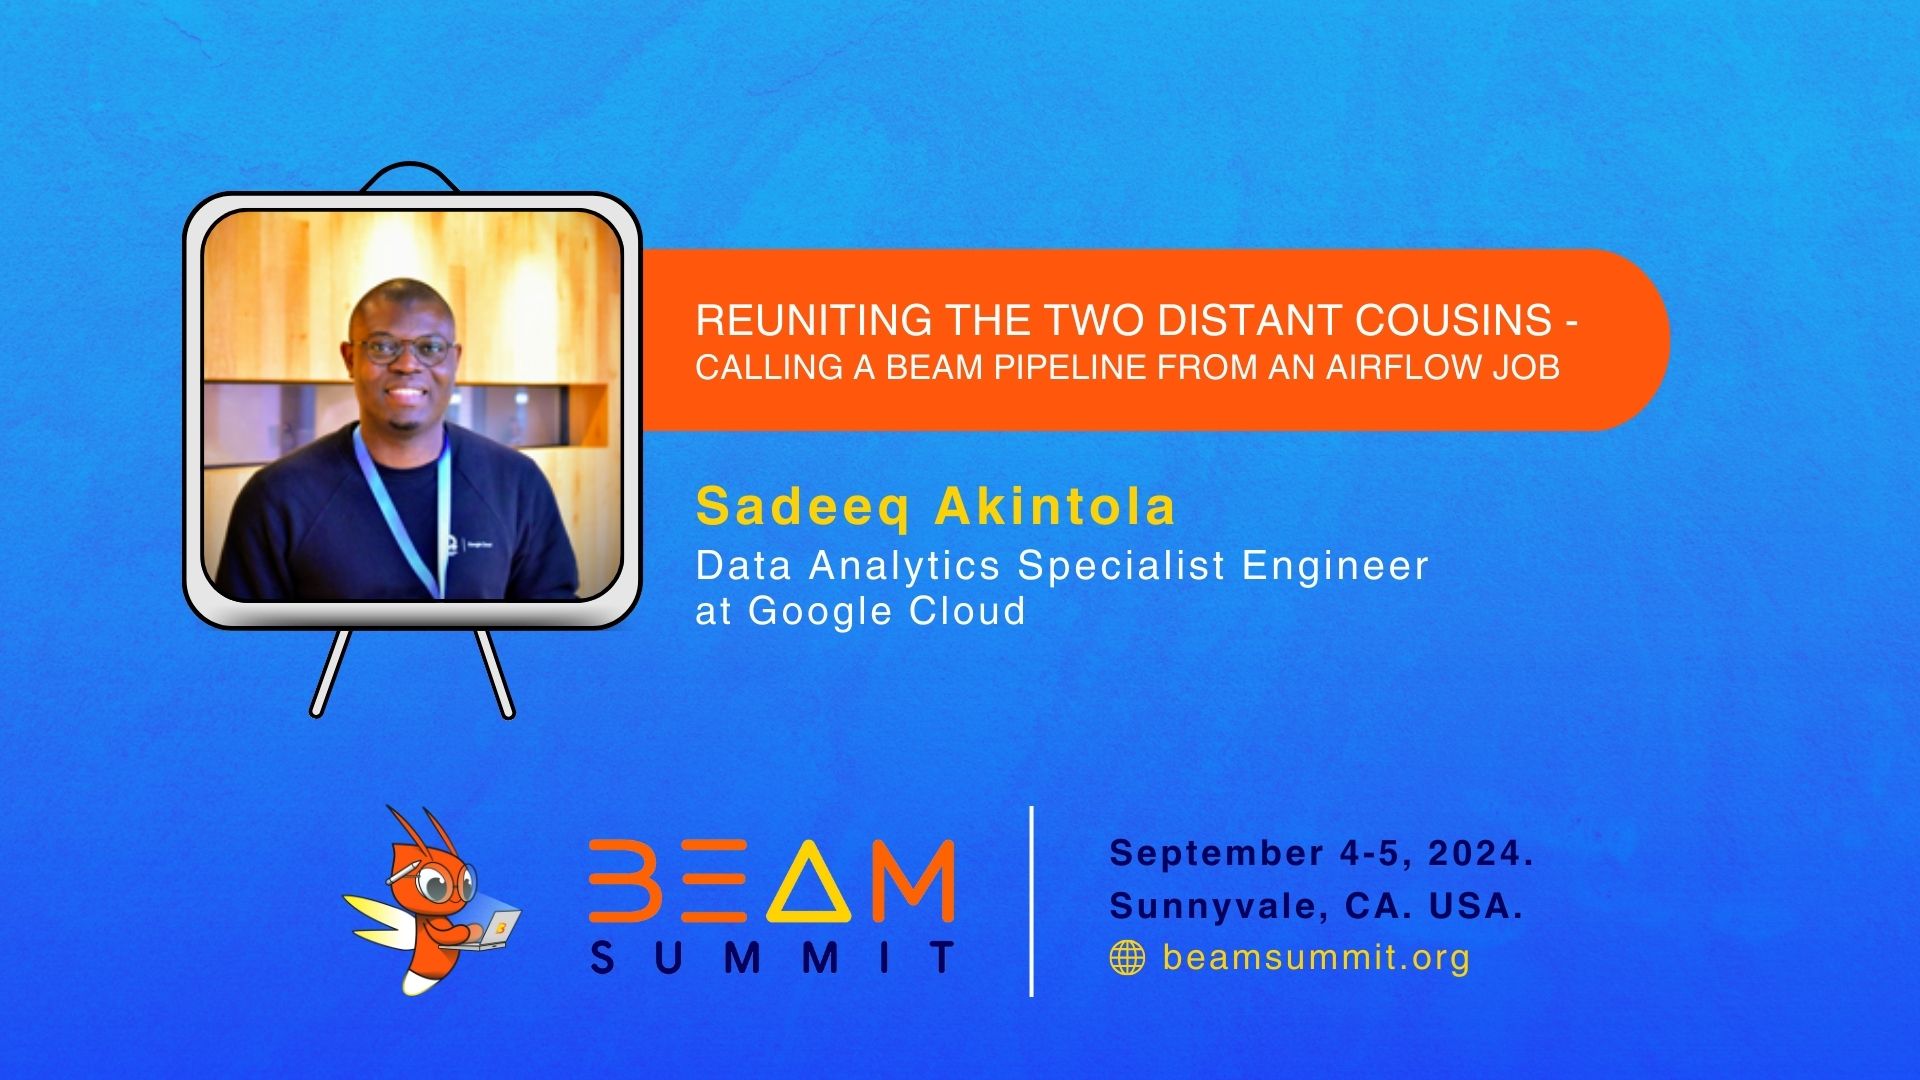 REUNITING THE TWO DISTANT COUSINS -
CALLING A BEAM PIPELINE FROM AN AIRFLOW JOB
Sadeeq Akintola
Data Analytics Specialist Engineer
at Google Cloud
BEAM
SUMMIT
September 4-5, 2024.
Sunnyvale, CA. USA.
beamsummit.org